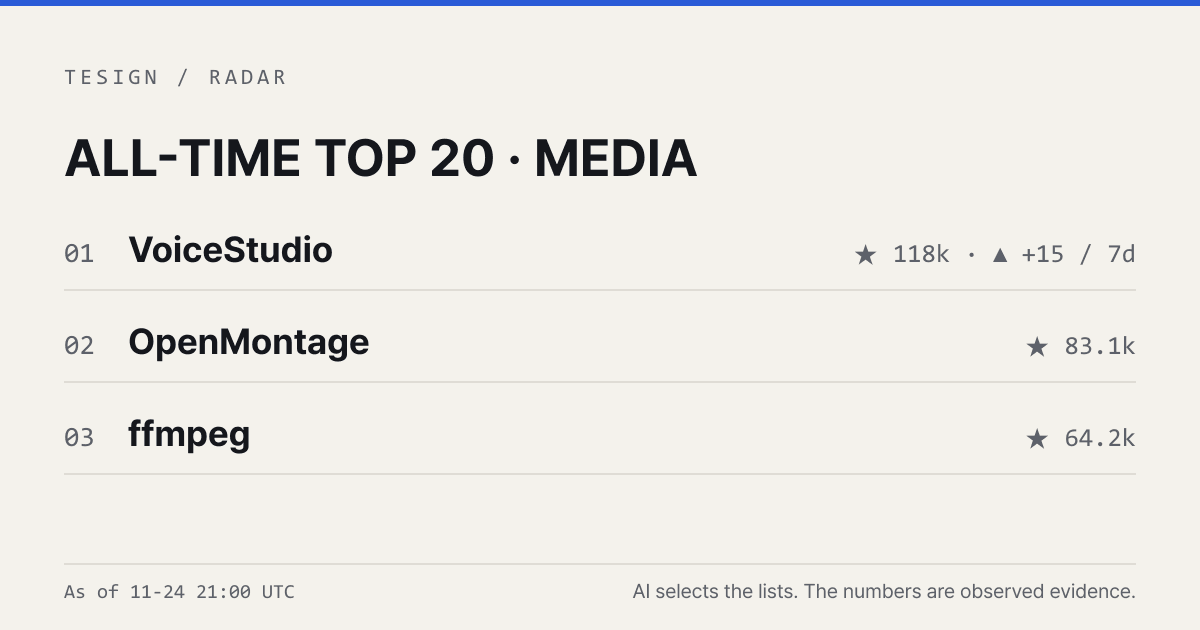 TESIGN / RADAR
ALL-TIME TOP 20 · MEDIA
01 VoiceStudio ★ 118k · ▲ +15 / 7d
02 OpenMontage ★ 83.1k
03 ffmpeg ★ 64.2k
As of 11-24 21:00 UTC
AI selects the lists. The numbers are observed evidence.